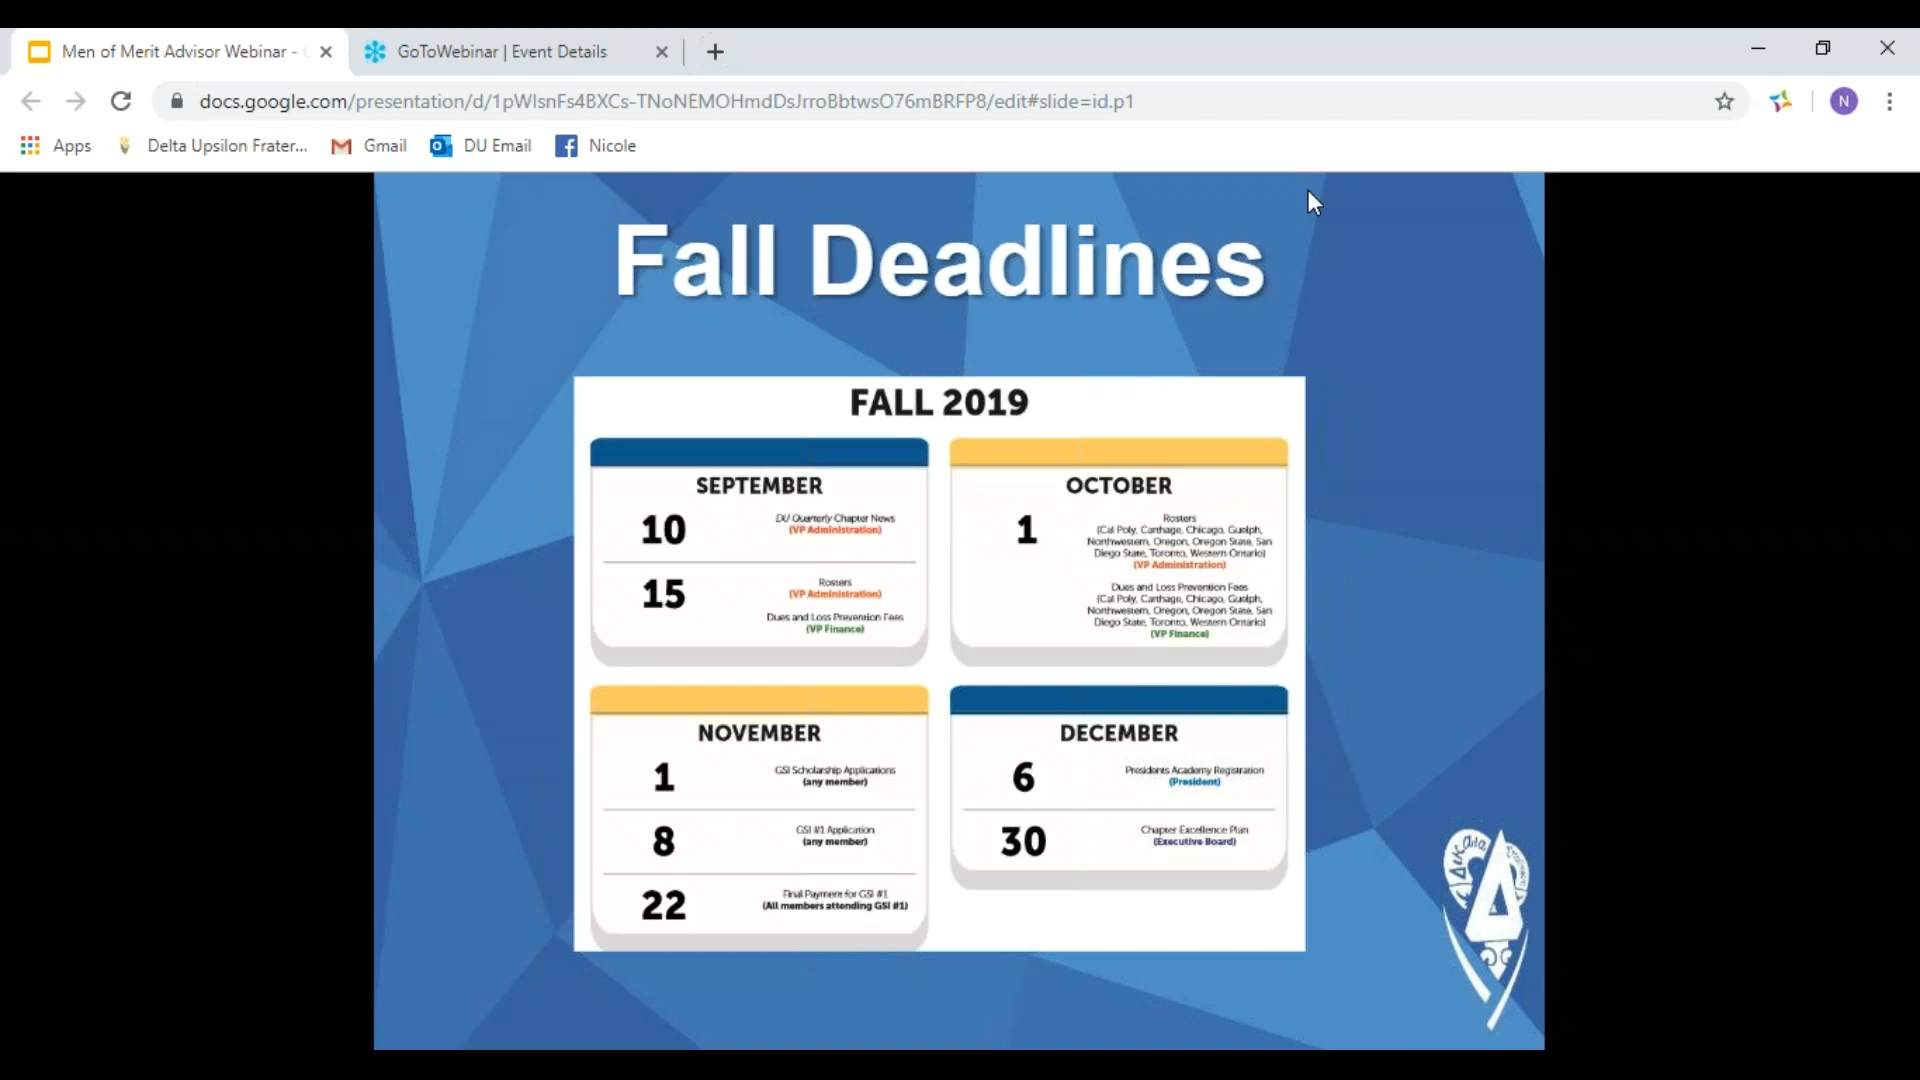 Men of Merit Advisor Webinar -
GoToWebinar | Event Details
docs.google.com/presentation/d/1pWlsnFs4BXCs-TNoNEMOHmdDsJrroBbtwsO76mBRFP8/edit#slide=id.p1
N
Apps
Delta Upsilon Frater...
Gmail
DU Email
Nicole
Fall Deadlines
FALL 2019
SEPTEMBER
10
DU Quarterly Chapter News
(VP Administration)
15
Rosters
(VP Administration)
Dues and Loss Prevention Fees
(VP Finance)
OCTOBER
1
Rosters
(Cal Poly, Carthage, Chicago, Guelph,
Northwestern, Oregon, Oregon State, San
Diego State, Toronto, Western Ontario)
(VP Administration)
Dues and Loss Prevention Fees
(Cal Poly, Carthage, Chicago, Guelph,
Northwestern, Oregon, Oregon State, San
Diego State, Toronto, Western Ontario)
(VP Finance)
NOVEMBER
1
GSI Scholarship Applications
(any member)
8
GSI #1 Application
(any member)
22
Final Payment for GSI #1
(All members attending GSI #1)
DECEMBER
6
Presidents Academy Registration
(President)
30
Chapter Excellence Plan
(Executive Board)